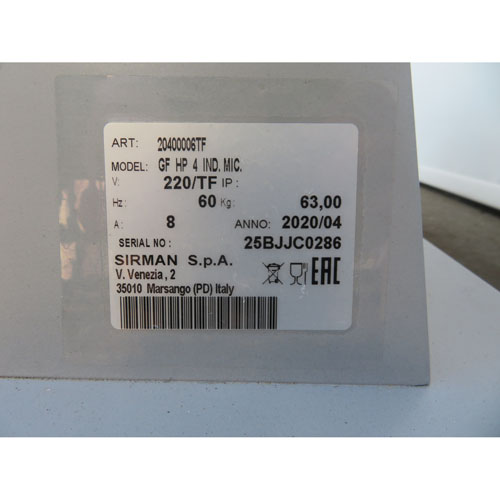 ART: 20400006TF
MODEL: GF HP 4 IND. MIC.
V: 220/TF IP:
Hz: 60 Kg: 63,00
A: 8 ANNO: 2020/04
SERIAL NO: 25BJJC0286
SIRMAN S.p.A.
V. Venezia, 2
35010 Marsango (PD) Italy
EAC